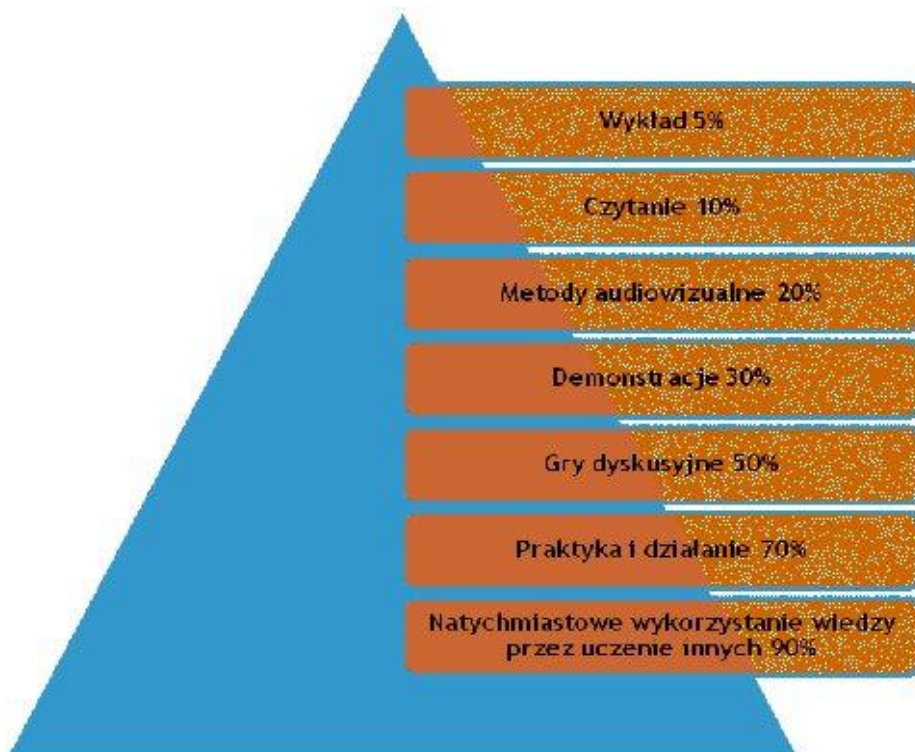 Wykład 5%
Czytanie 10%
Metody audiowizualne 20%
Demonstracje 30%
Gry dyskusyjne 50%
Praktyka i działanie 70%
Natychmiastowe wykorzystanie wiedzy
przez uczenie innych 90%